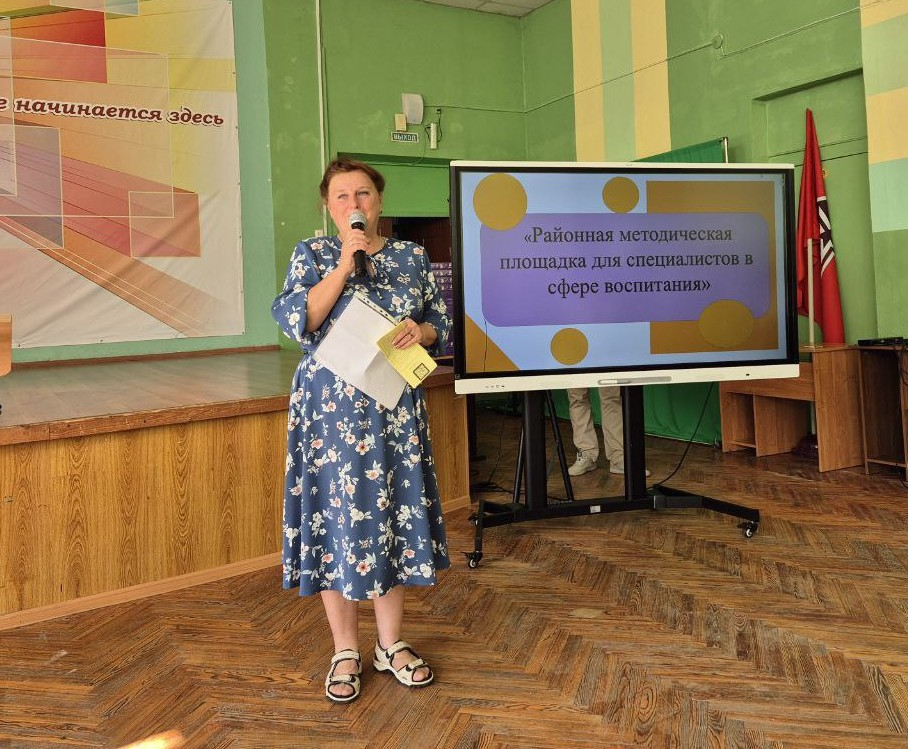 е начинается здесь
ВЫХОД
«Районная методическая
площадка для специалистов в
сфере воспитания»